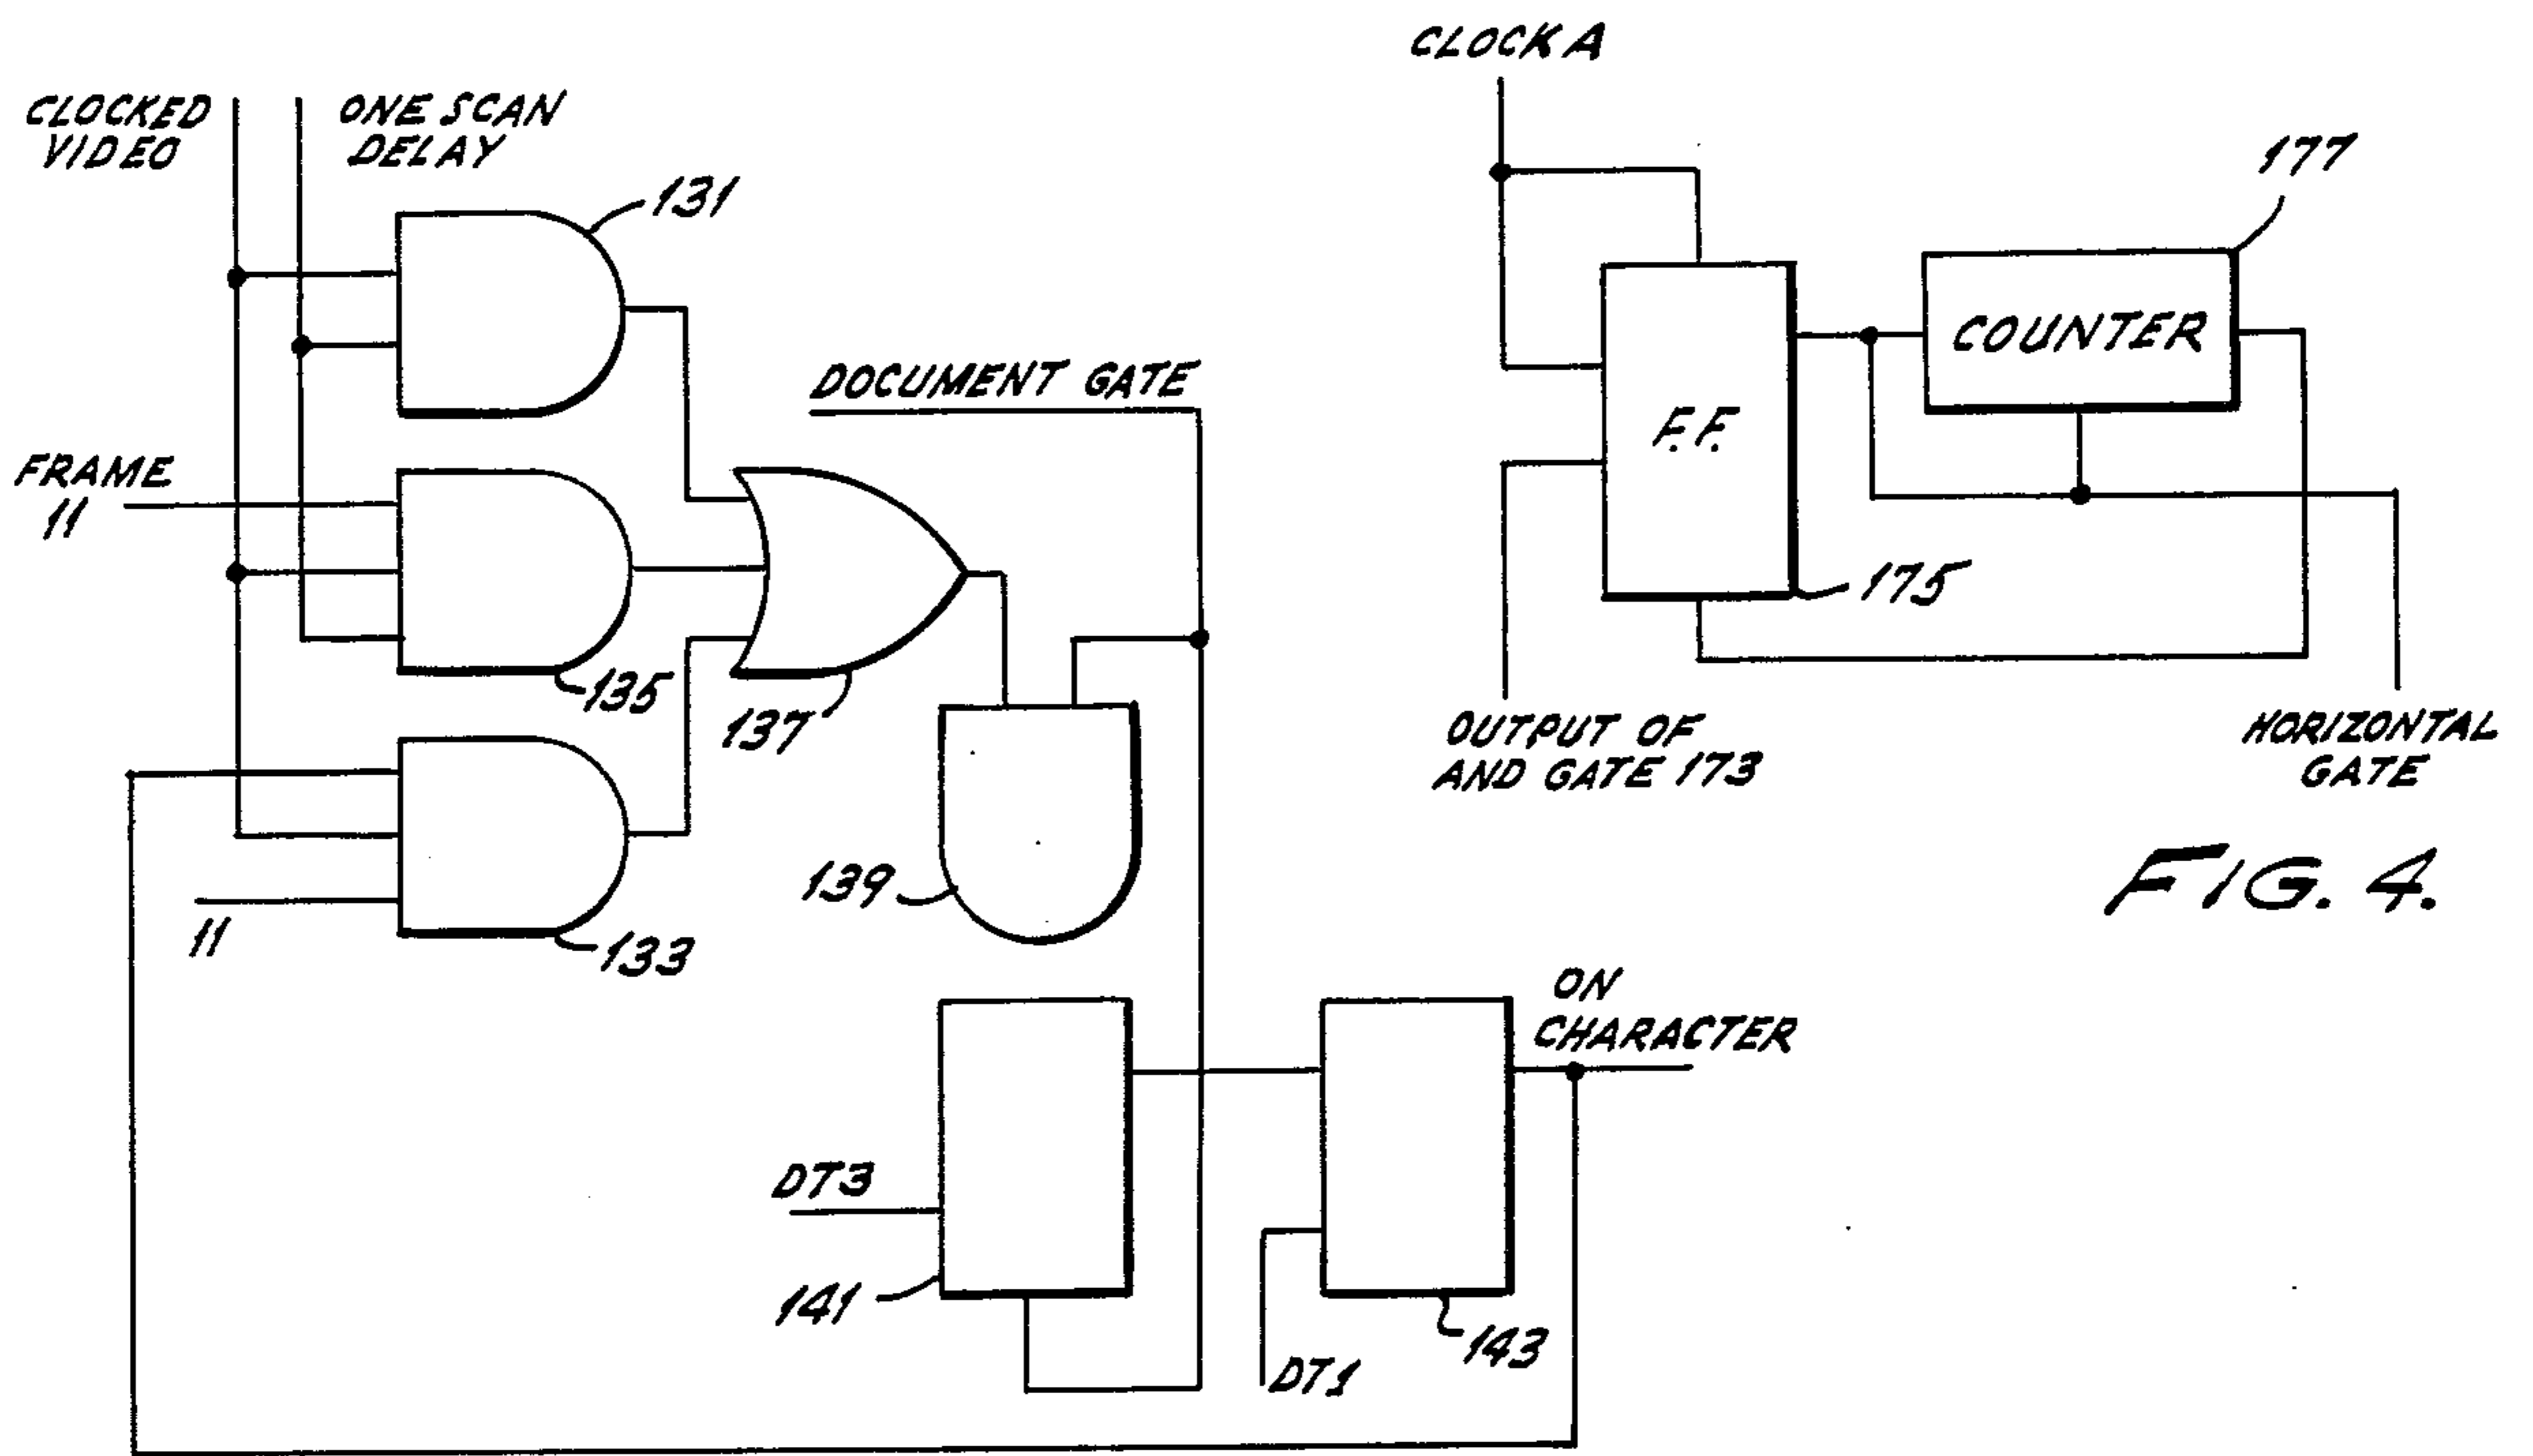 CLOCKED
VIDEO
ONE SCAN
DELAY
131
FRAME
11
135
11
133
137
DOCUMENT GATE
139
DT3
141
DT1
143
ON
CHARACTER
CLOCK A
F.F.
175
COUNTER
177
OUTPUT OF
AND GATE 173
HORIZONTAL
GATE
FIG. 4.